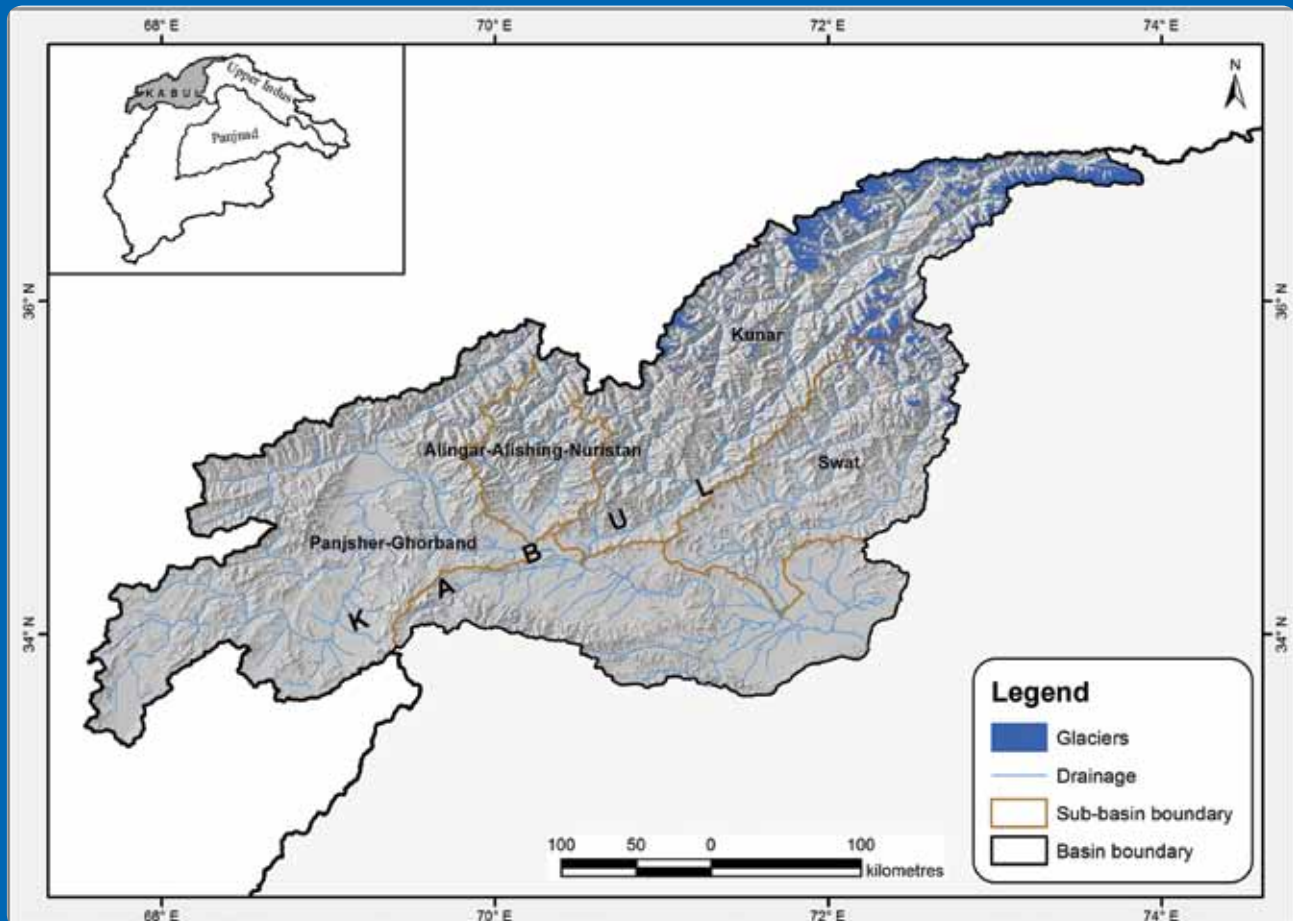 68° E 70° E 72° E 74° E
KABUL
Upper Indus
Panjnad
N
36° N 36° N
Kunar
Alingar-Alishing-Nuristan
Swat
Panjsher-Ghorband
KABUL
34° N 34° N
Legend
Glaciers
Drainage
Sub-basin boundary
Basin boundary
100 50 0 100
kilometres
68° E 70° E 72° E 74° E